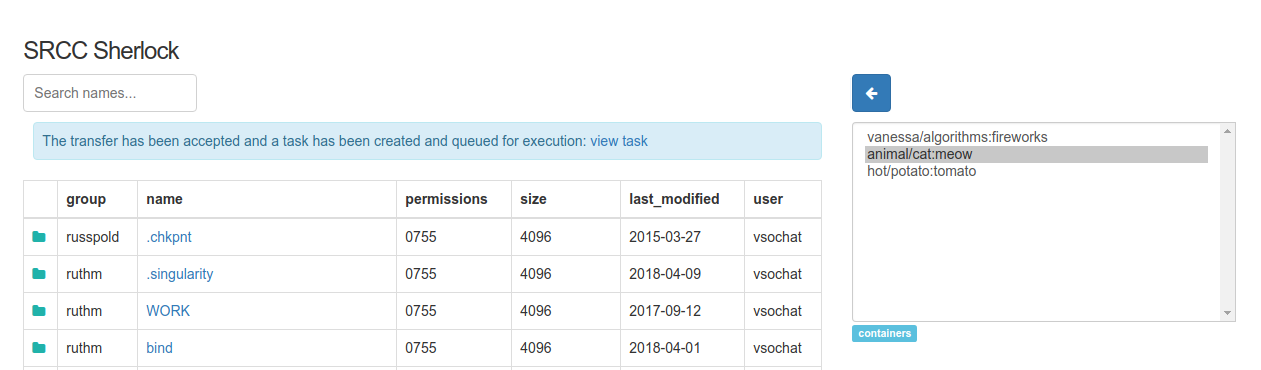 SRCC Sherlock
Search names...
The transfer has been accepted and a task has been created and queued for execution: view task
group name permissions size last_modified user
russpold .chkpnt 0755 4096 2015-03-27 vsochat
ruthm .singularity 0755 4096 2018-04-09 vsochat
ruthm WORK 0755 4096 2017-09-12 vsochat
ruthm bind 0755 4096 2018-04-01 vsochat
vanessa/algorithms:fireworks
animal/cat:meow
hot/potato:tomato
containers